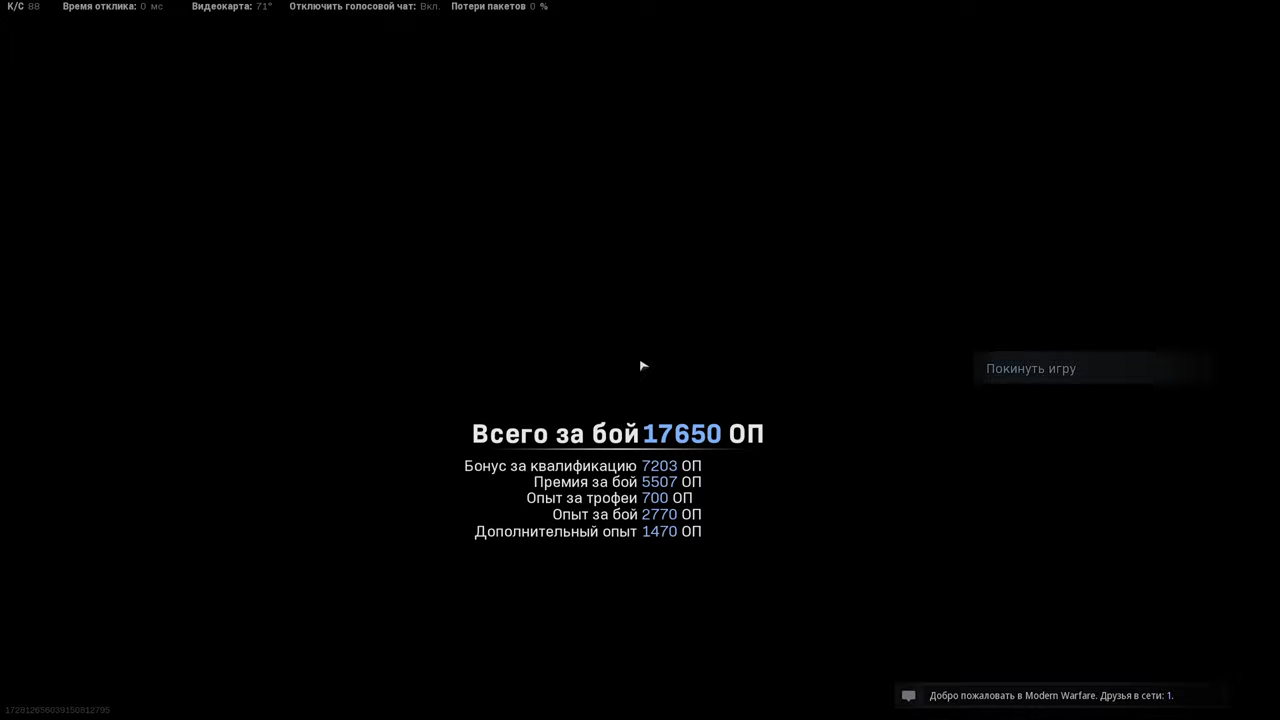 К/С 88 Время отклика: 0 мс Видеокарта: 71° Отключить голосовой чат: Вкл. Потери пакетов 0 %
Покинуть игру
Всего за бой 17650 ОП
Бонус за квалификацию 7203 ОП
Премия за бой 5507 ОП
Опыт за трофеи 700 ОП
Опыт за бой 2770 ОП
Дополнительный опыт 1470 ОП
Добро пожаловать в Modern Warfare. Друзья в сети: 1.
172812656039150812795